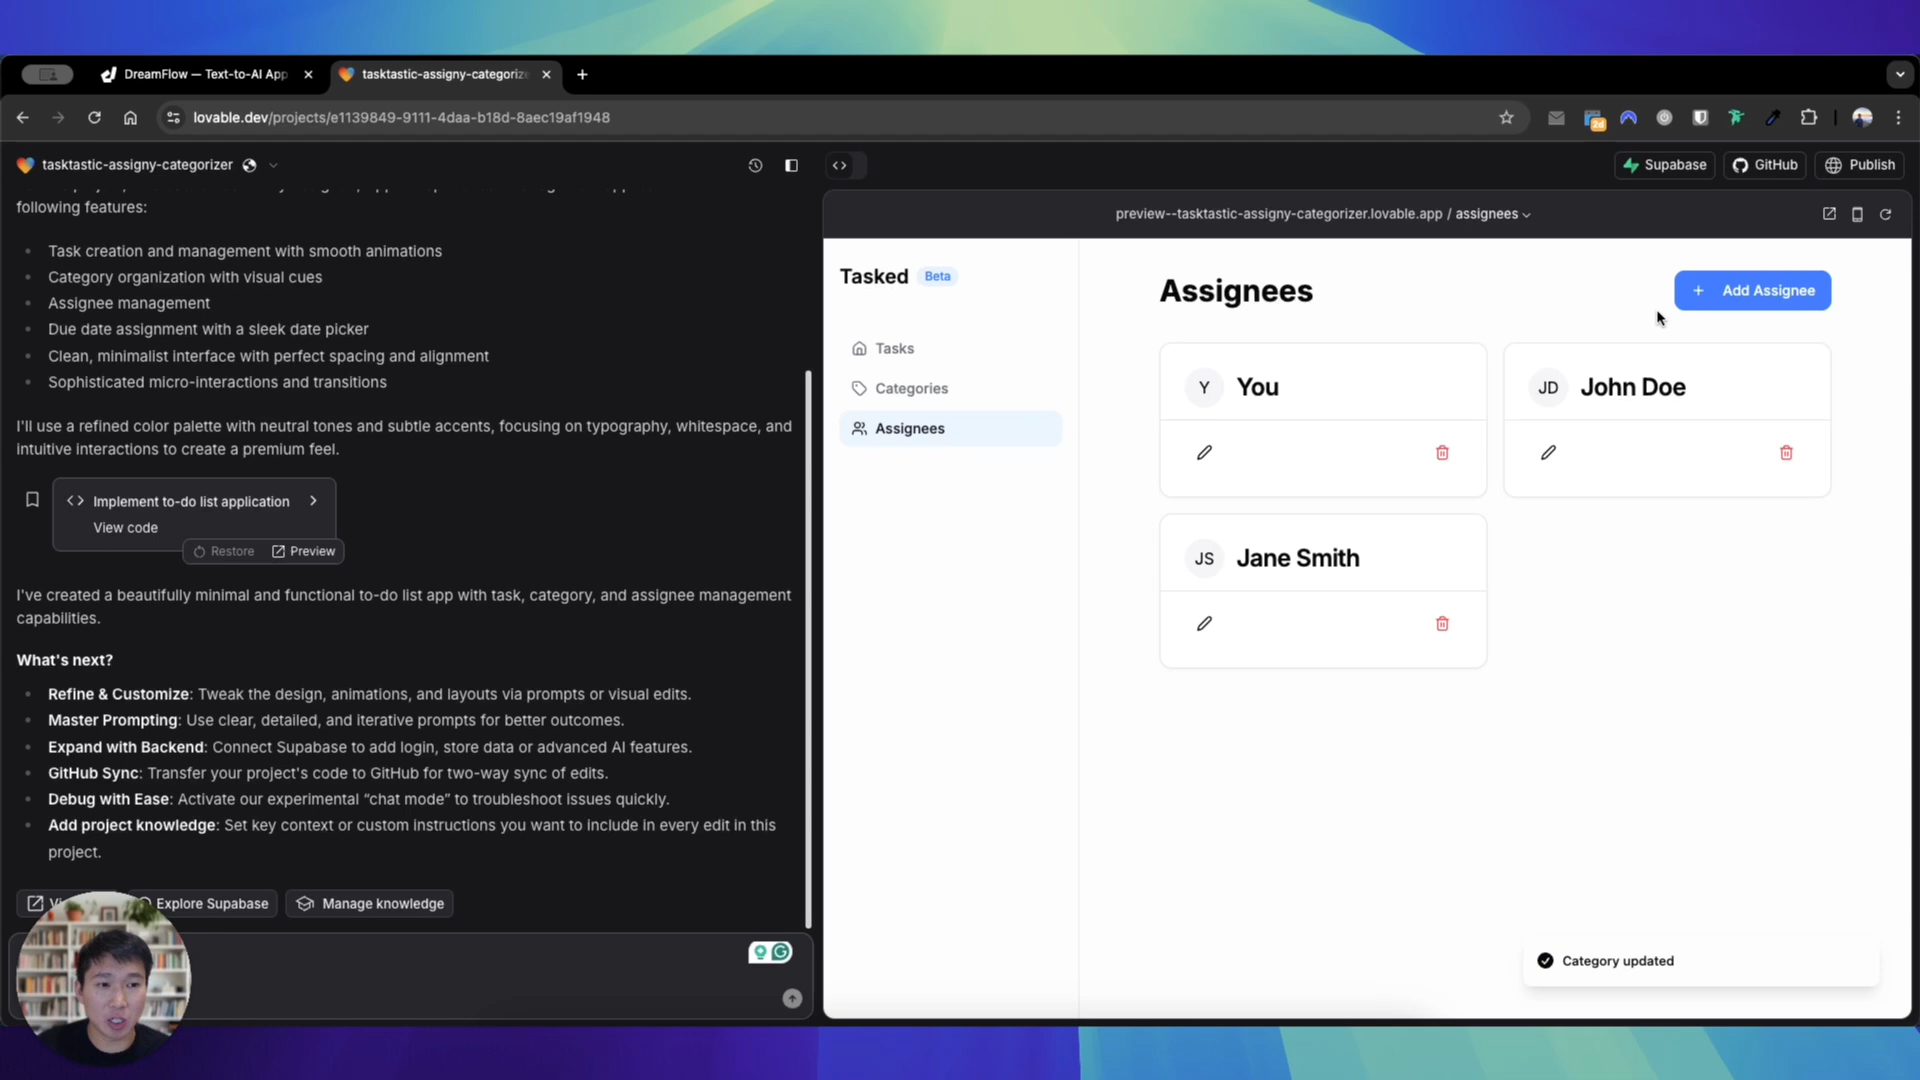 DreamFlow — Text-to-AI App
tasktastic-assigny-categoriz
lovable.dev/projects/e1139849-9111-4daa-b18d-8aec19af1948
2d
tasktastic-assigny-categorizer
Supabase
GitHub
Publish
following features:
Task creation and management with smooth animations
Category organization with visual cues
Assignee management
Due date assignment with a sleek date picker
Clean, minimalist interface with perfect spacing and alignment
Sophisticated micro-interactions and transitions
I'll use a refined color palette with neutral tones and subtle accents, focusing on typography, whitespace, and
intuitive interactions to create a premium feel.
Implement to-do list application
View code
Restore
Preview
I've created a beautifully minimal and functional to-do list app with task, category, and assignee management
capabilities.
What's next?
Refine & Customize: Tweak the design, animations, and layouts via prompts or visual edits.
Master Prompting: Use clear, detailed, and iterative prompts for better outcomes.
Expand with Backend: Connect Supabase to add login, store data or advanced AI features.
GitHub Sync: Transfer your project's code to GitHub for two-way sync of edits.
Debug with Ease: Activate our experimental “chat mode” to troubleshoot issues quickly.
Add project knowledge: Set key context or custom instructions you want to include in every edit in this
project.
Explore Supabase
Manage knowledge
preview--tasktastic-assigny-categorizer.lovable.app / assignees
Tasked
Beta
Tasks
Categories
Assignees
Assignees
+ Add Assignee
Y You
JD John Doe
JS Jane Smith
Category updated